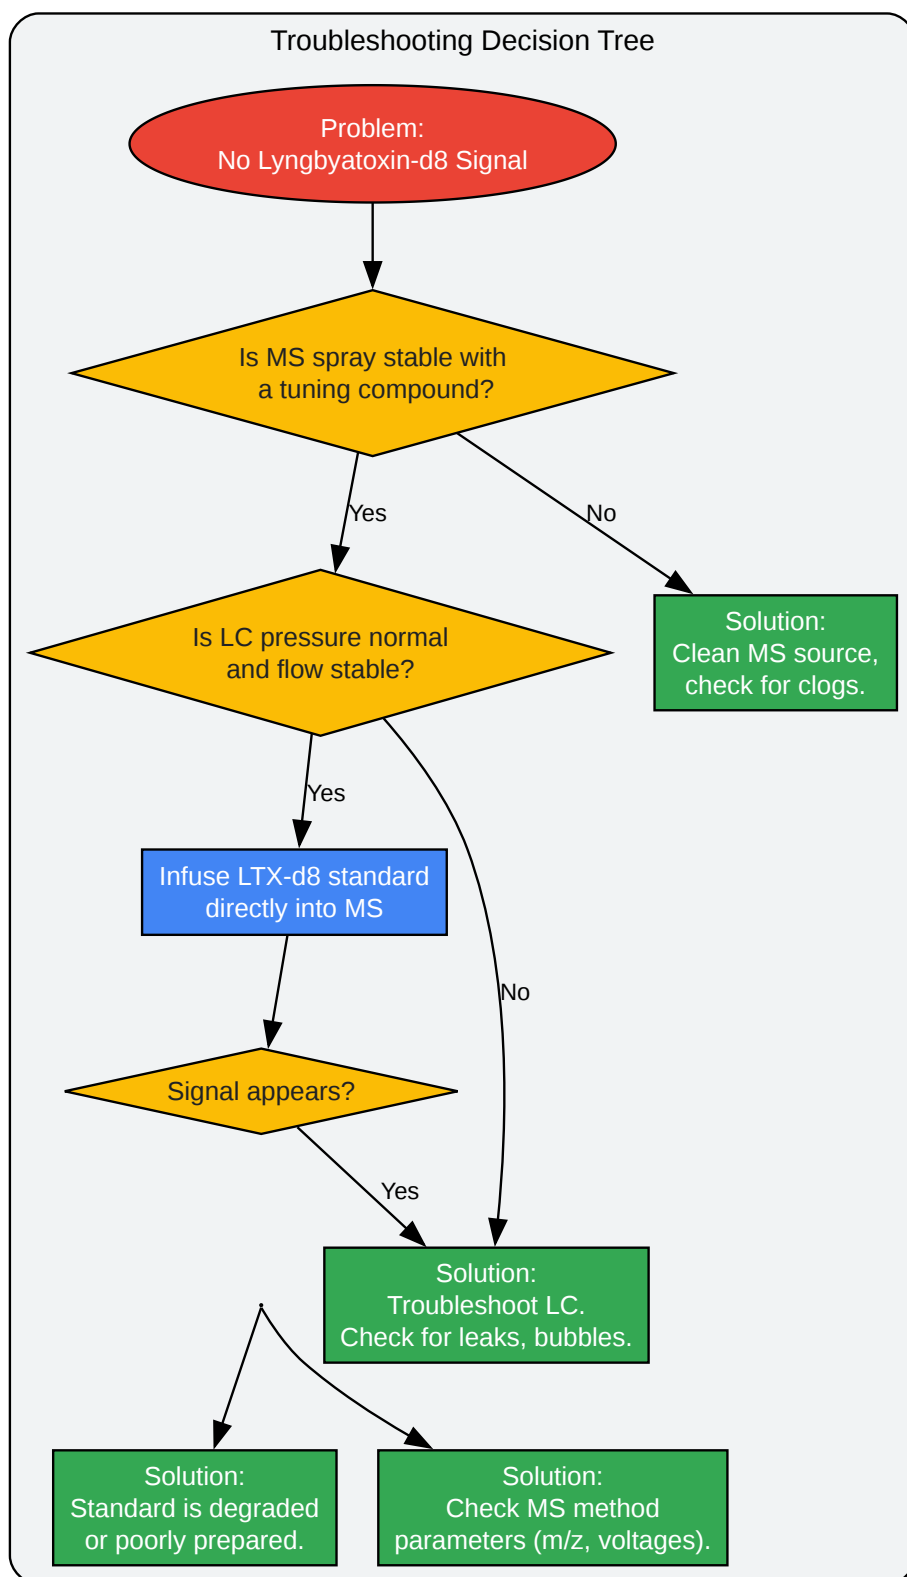 Troubleshooting Decision Tree
Problem:
No Lyngbyatoxin-d8 Signal
Is MS spray stable with
a tuning compound?
Yes
No
Is LC pressure normal
and flow stable?
Solution:
Clean MS source,
check for clogs.
Yes
Infuse LTX-d8 standard
directly into MS
No
Signal appears?
Yes
Solution:
Troubleshoot LC.
Check for leaks, bubbles.
Solution:
Standard is degraded
or poorly prepared.
Solution:
Check MS method
parameters (m/z, voltages).